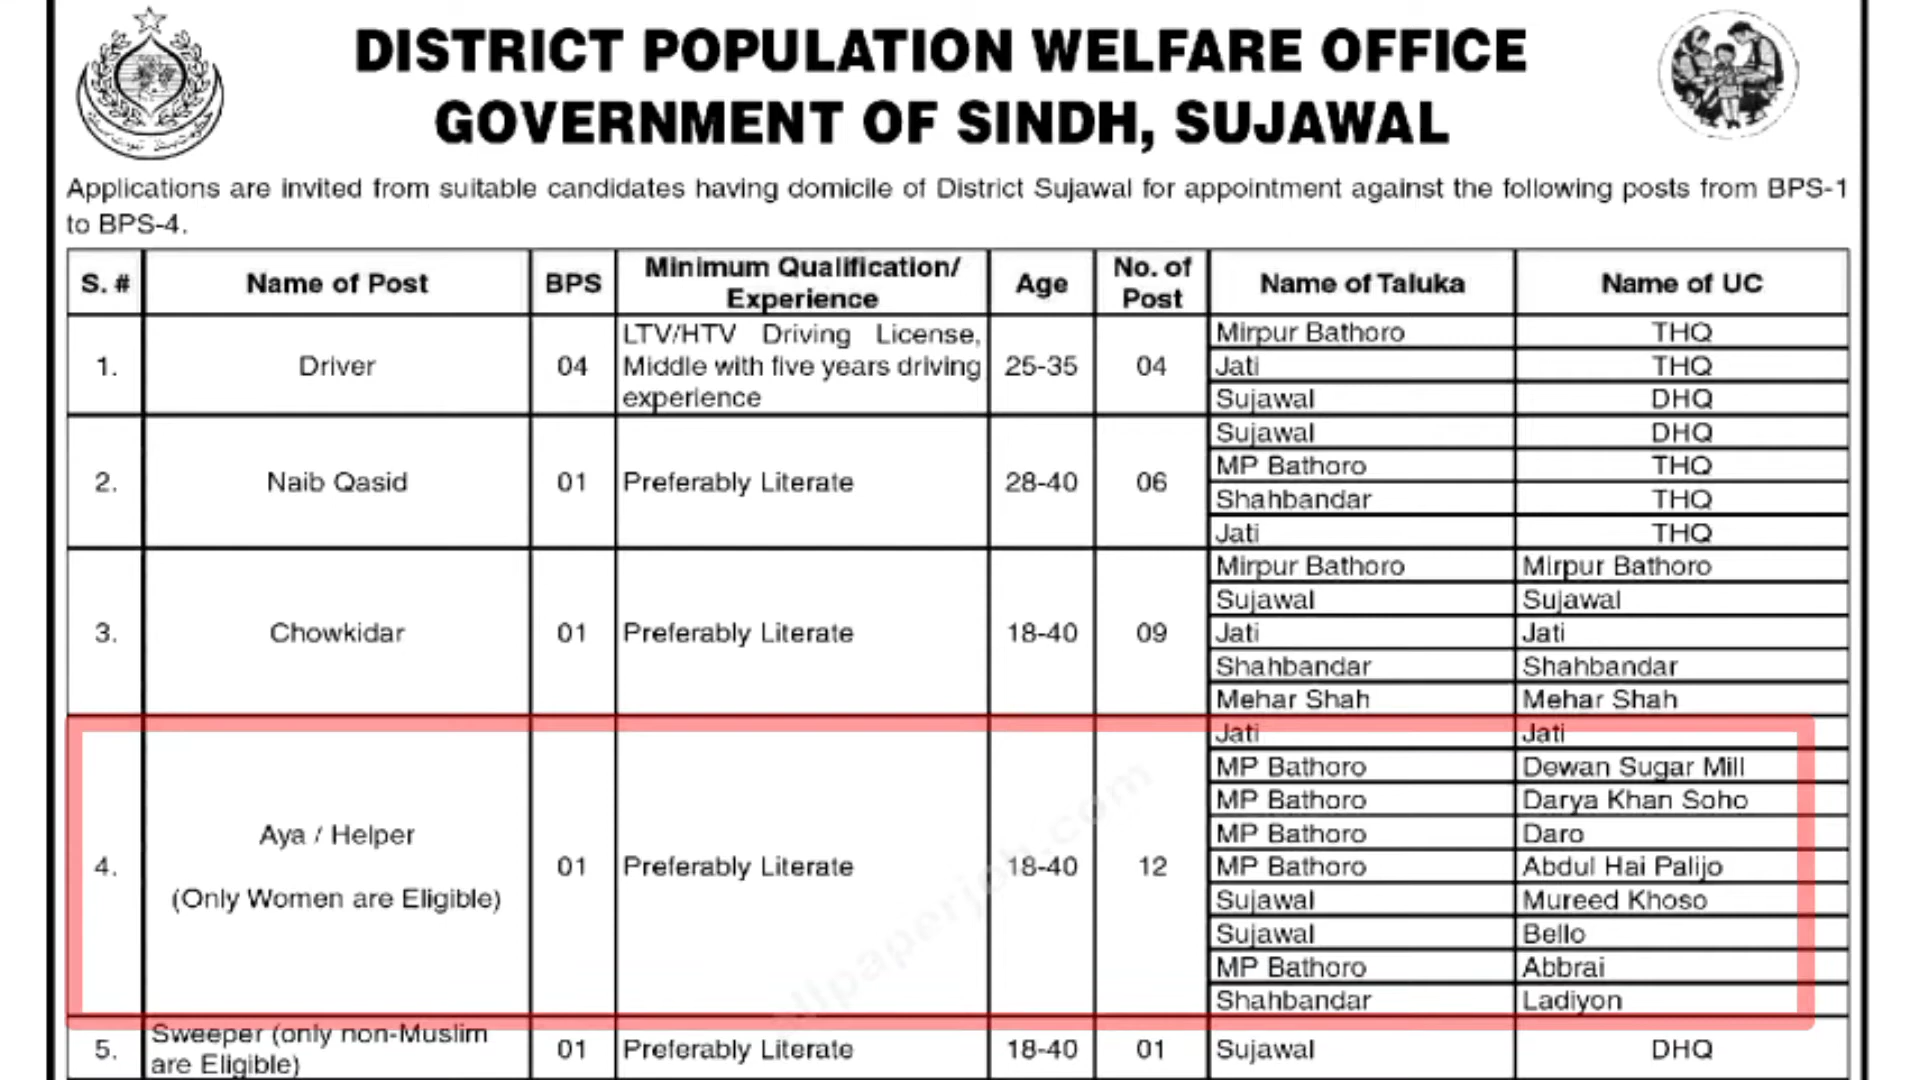 DISTRICT POPULATION WELFARE OFFICE
GOVERNMENT OF SINDH, SUJAWAL
Applications are invited from suitable candidates having domicile of District Sujawal for appointment against the following posts from BPS-1
to BPS-4.
S. # Name of Post BPS Minimum Qualification/ Experience Age No. of Post Name of Taluka Name of UC
1. Driver 04 LTV/HTV Driving License, Middle with five years driving experience 25-35 04
Mirpur Bathoro THQ
Jati THQ
Sujawal DHQ
2. Naib Qasid 01 Preferably Literate 28-40 06
Sujawal DHQ
MP Bathoro THQ
Shahbandar THQ
Jati THQ
3. Chowkidar 01 Preferably Literate 18-40 09
Mirpur Bathoro Mirpur Bathoro
Sujawal Sujawal
Jati Jati
Shahbandar Shahbandar
Mehar Shah Mehar Shah
4. Aya / Helper (Only Women are Eligible) 01 Preferably Literate 18-40 12
Jati Jati
MP Bathoro Dewan Sugar Mill
MP Bathoro Darya Khan Soho
MP Bathoro Daro
MP Bathoro Abdul Hai Palijo
Sujawal Mureed Khoso
Sujawal Bello
MP Bathoro Abbrai
Shahbandar Ladiyon
5. Sweeper (only non-Muslim are Eligible) 01 Preferably Literate 18-40 01 Sujawal DHQ